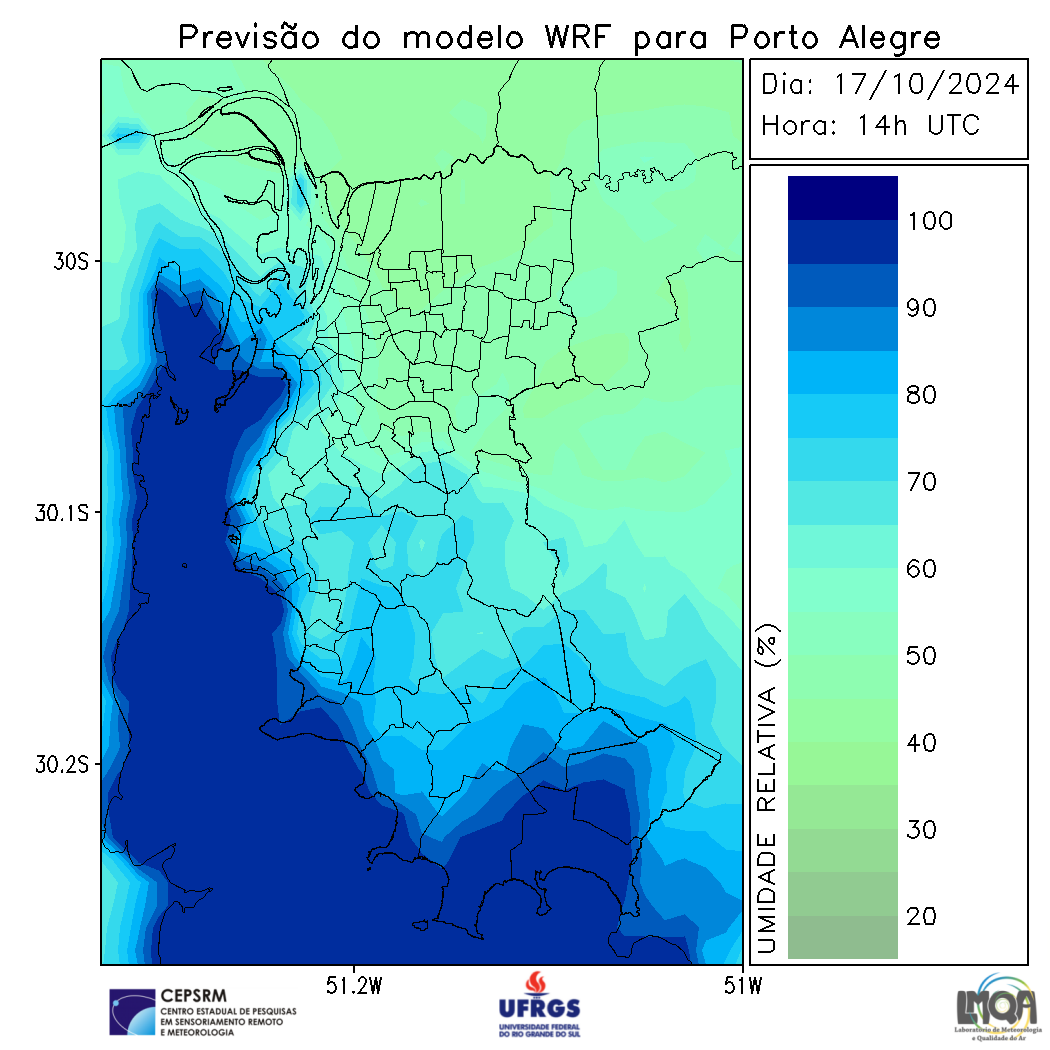 Previsão do modelo WRF para Porto Alegre
Dia: 17/10/2024
Hora: 14h UTC
30S
30.1S
30.2S
51.2W
51W
UMIDADE RELATIVA (%)
100
90
80
70
60
50
40
30
20
CEPSRM
CENTRO ESTADUAL DE PESQUISAS
EM SENSORIAMENTO REMOTO
E METEOROLOGIA
UFRGS
UNIVERSIDADE FEDERAL
DO RIO GRANDE DO SUL
LMQA
Laboratório de Meteorologia
e Qualidade do Ar